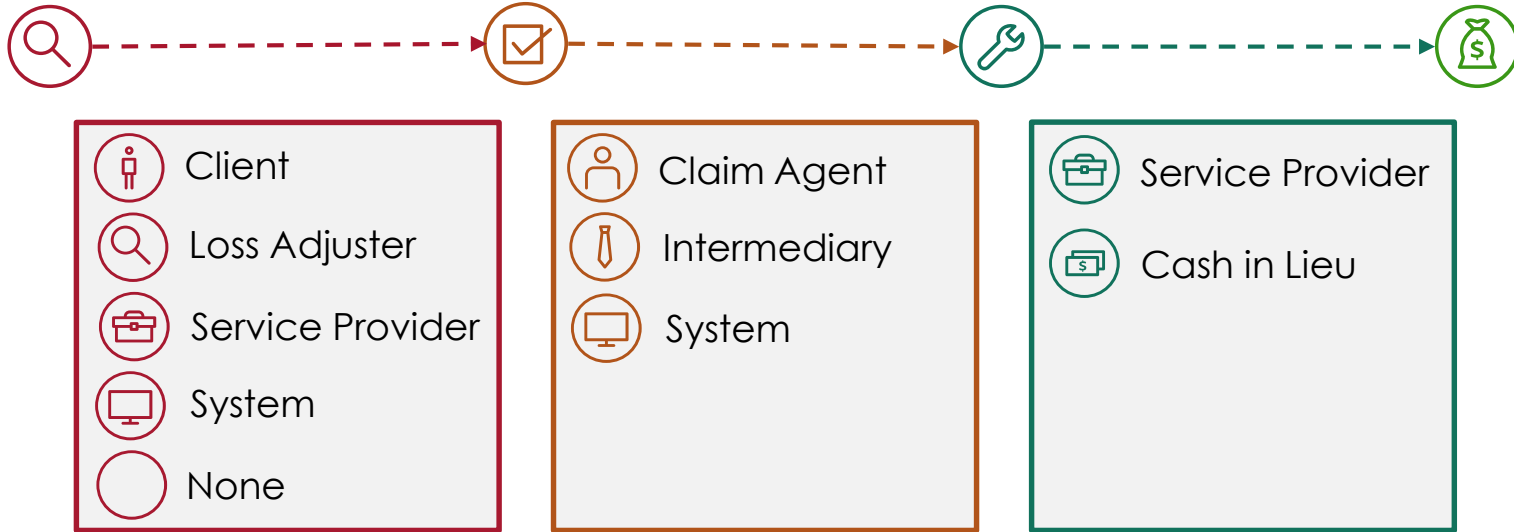 $
Client
Loss Adjuster
Service Provider
System
None
Claim Agent
Intermediary
System
Service Provider
$
Cash in Lieu